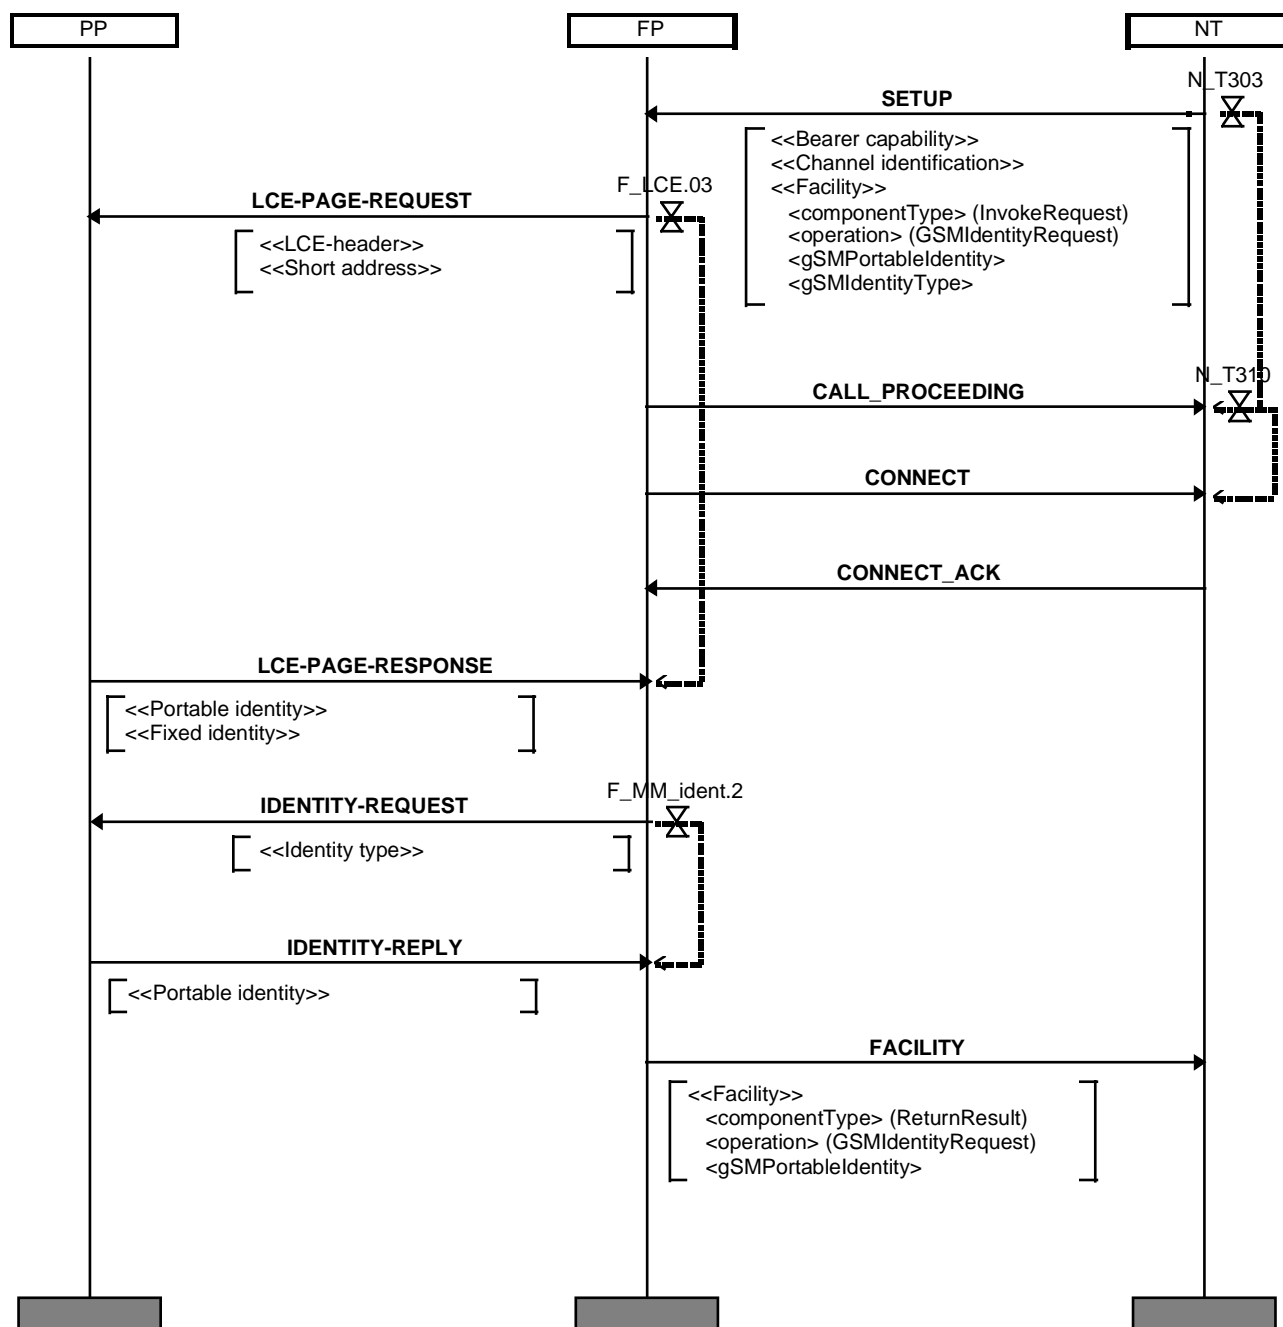 PP
FP
NT
N_T303
SETUP
<<Bearer capability>>
<<Channel identification>>
<<Facility>>
<componentType> (InvokeRequest)
<operation> (GSMIdentityRequest)
<gSMPortableIdentity>
<gSMIdentityType>
F_LCE.03
LCE-PAGE-REQUEST
<<LCE-header>>
<<Short address>>
N_T310
CALL_PROCEEDING
CONNECT
CONNECT_ACK
LCE-PAGE-RESPONSE
<<Portable identity>>
<<Fixed identity>>
F_MM_ident.2
IDENTITY-REQUEST
<<Identity type>>
IDENTITY-REPLY
<<Portable identity>>
FACILITY
<<Facility>>
<componentType> (ReturnResult)
<operation> (GSMIdentityRequest)
<gSMPortableIdentity>